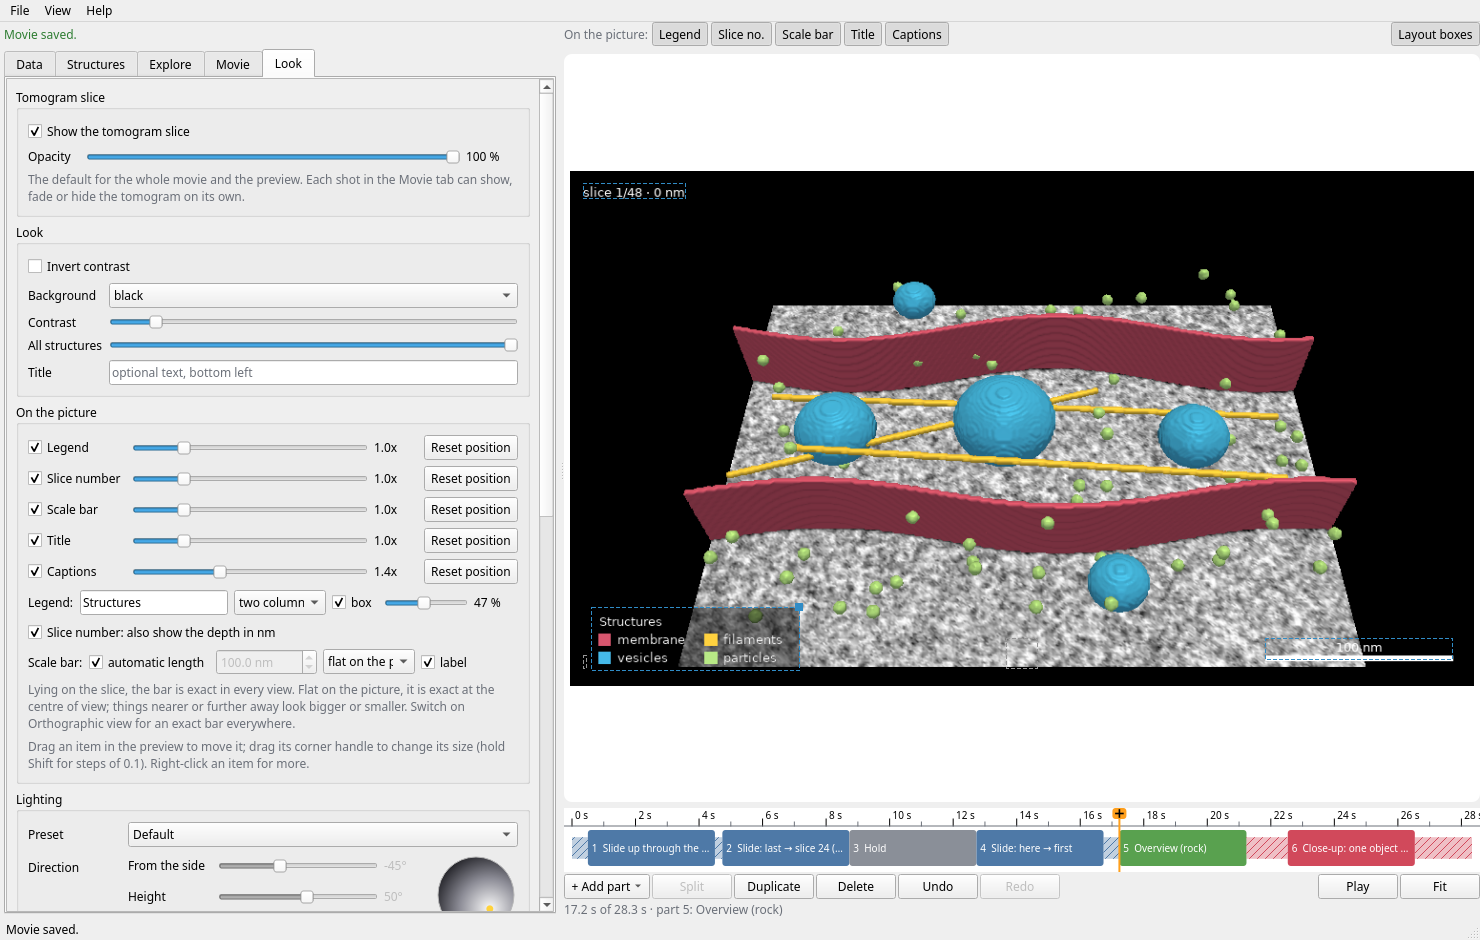 File View Help
Movie saved.
On the picture: Legend Slice no. Scale bar Title Captions Layout boxes
Data Structures Explore Movie Look
Tomogram slice
Show the tomogram slice
Opacity 100 %
The default for the whole movie and the preview. Each shot in the Movie tab can show,
fade or hide the tomogram on its own.
Look
Invert contrast
Background black
Contrast
All structures
Title optional text, bottom left
On the picture
Legend 1.0x Reset position
Slice number 1.0x Reset position
Scale bar 1.0x Reset position
Title 1.0x Reset position
Captions 1.4x Reset position
Legend: Structures two column box 47 %
Slice number: also show the depth in nm
Scale bar: automatic length 100.0 nm flat on the p label
Lying on the slice, the bar is exact in every view. Flat on the picture, it is exact at the
centre of view; things nearer or further away look bigger or smaller. Switch on
Orthographic view for an exact bar everywhere.
Drag an item in the preview to move it; drag its corner handle to change its size (hold
Shift for steps of 0.1). Right-click an item for more.
Lighting
Preset Default
Direction From the side -45°
Height 50°
slice 1/48 · 0 nm
Structures
membrane filaments
vesicles particles
100 nm
0 s 2 s 4 s 6 s 8 s 10 s 12 s 14 s 16 s 18 s 20 s 22 s 24 s 26 s 28 s
1 Slide up through the ... 2 Slide: last → slice 24 (... 3 Hold 4 Slide: here → first 5 Overview (rock) 6 Close-up: one object ...
+ Add part Split Duplicate Delete Undo Redo Play Fit
17.2 s of 28.3 s · part 5: Overview (rock)
Movie saved.